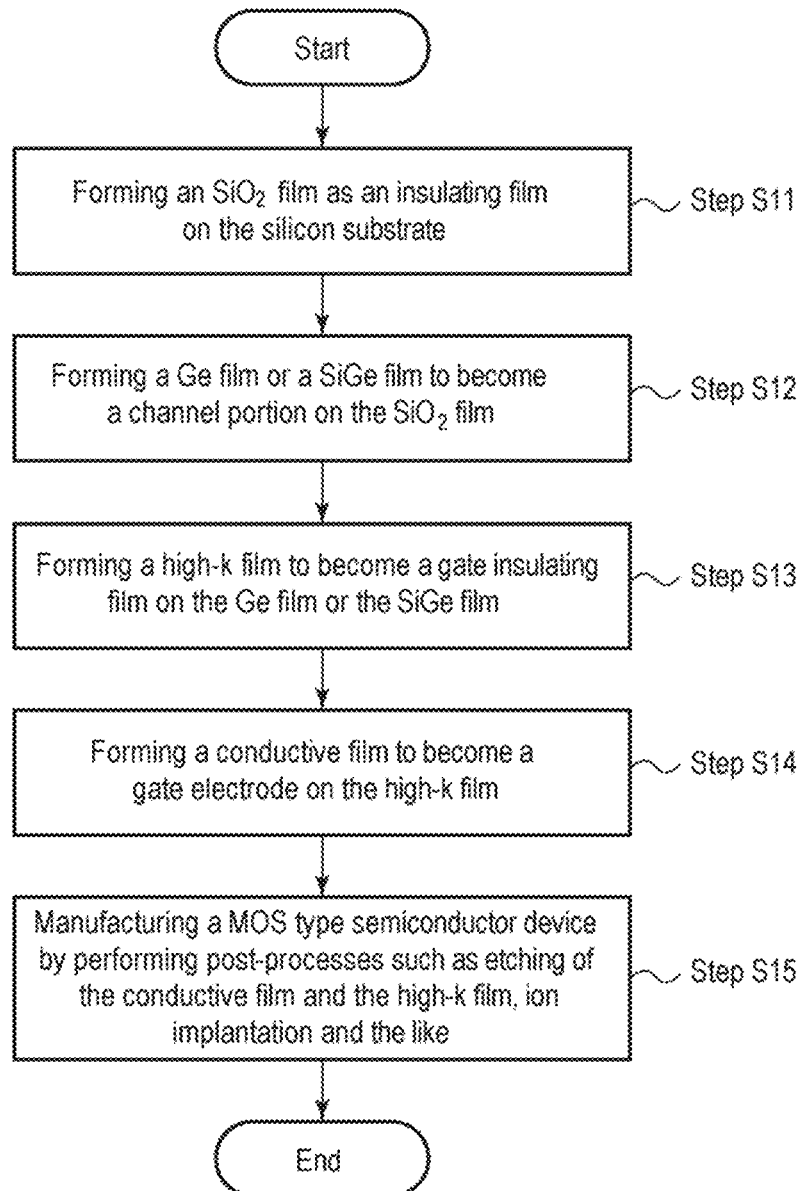 Start
Forming an SiO₂ film as an insulating film
on the silicon substrate
Step S11
Forming a Ge film or a SiGe film to become
a channel portion on the SiO₂ film
Step S12
Forming a high-k film to become a gate insulating
film on the Ge film or the SiGe film
Step S13
Forming a conductive film to become a
gate electrode on the high-k film
Step S14
Manufacturing a MOS type semiconductor device
by performing post-processes such as etching of
the conductive film and the high-k film, ion
implantation and the like
Step S15
End